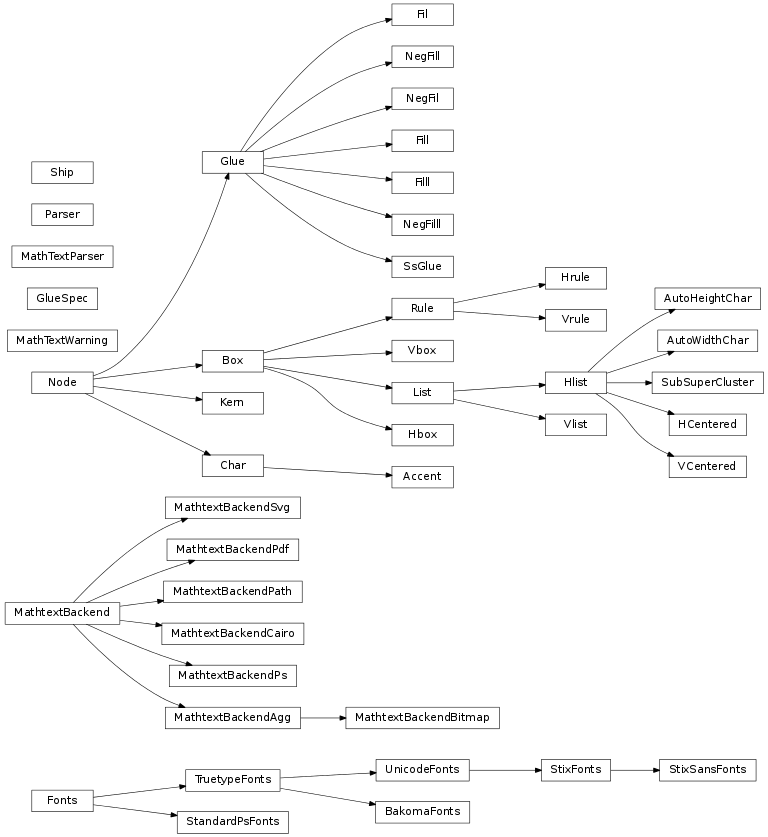 Fil
NegFill
NegFil
Fill
Glue
Ship
Filll
Parser
NegFilll
MathTextParser
SsGlue
Hrule
GlueSpec
AutoHeightChar
Rule
Vrule
MathTextWarning
AutoWidthChar
Vbox
Box
Node
Hlist
SubSuperCluster
List
Kern
Vlist
HCentered
Hbox
Char
VCentered
Accent
MathtextBackendSvg
MathtextBackendPdf
MathtextBackendPath
MathtextBackend
MathtextBackendCairo
MathtextBackendPs
MathtextBackendAgg
MathtextBackendBitmap
UnicodeFonts
StixFonts
StixSansFonts
TruetypeFonts
Fonts
BakomaFonts
StandardPsFonts